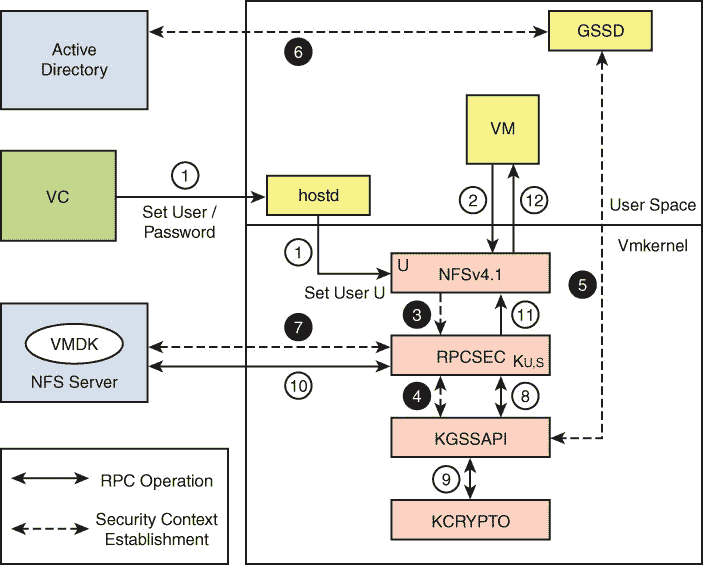 Active
Directory
6
GSSD
VM
VC
1
Set User /
Password
hostd
2
12
User Space
Vmkernel
1
Set User U
U
NFSv4.1
5
3
11
VMDK
NFS Server
7
10
RPCSEC
KU,S
4
8
KGSSAPI
9
KCRYPTO
RPC Operation
Security Context
Establishment